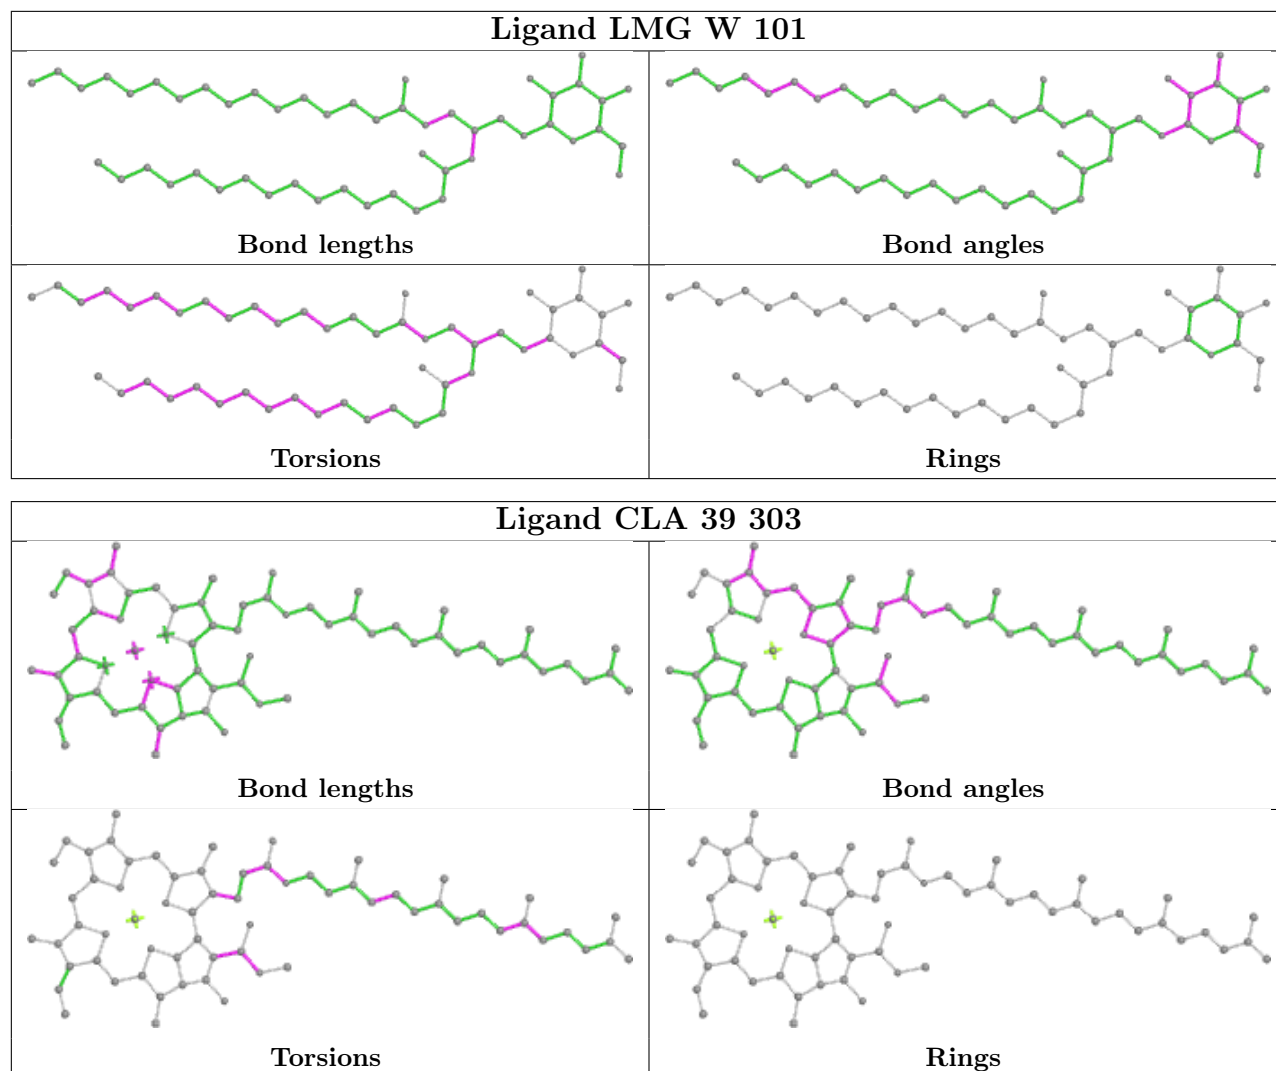 Ligand LMG W 101
Bond lengths
Bond angles
Torsions
Rings
Ligand CLA 39 303
Bond lengths
Bond angles
Torsions
Rings